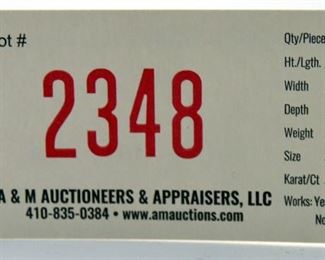 ot #
2348
A & M AUCTIONEERS & APPRAISERS, LLC
410-835-0384 • www.amauctions.com
Qty/Piece
Ht./Lgth.
Width
Depth
Weight
Size
Karat/Ct
Works: Ye
No